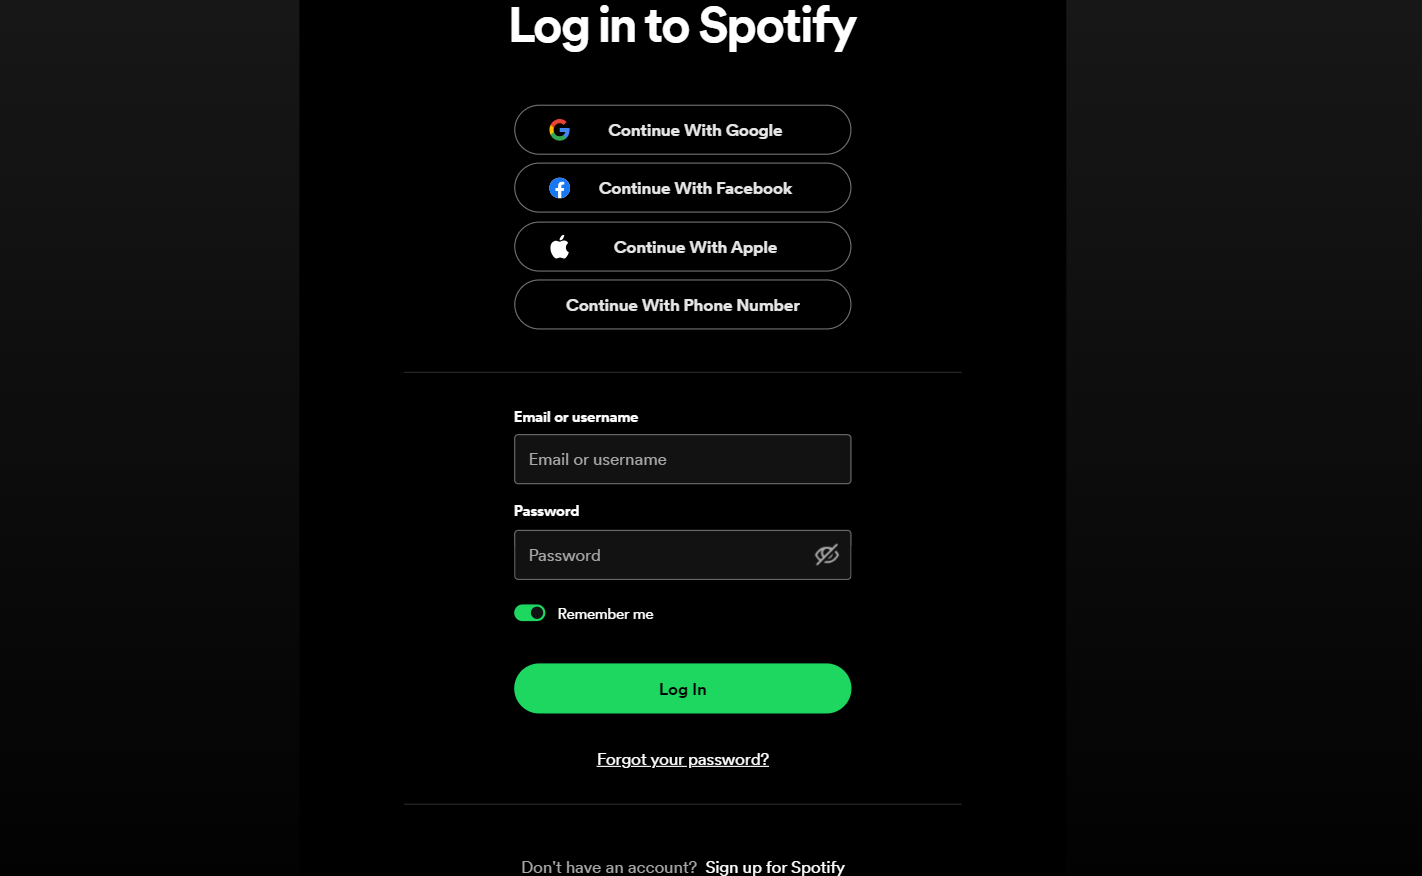 Log in to Spotify
Continue With Google
Continue With Facebook
Continue With Apple
Continue With Phone Number
Email or username
Email or username
Password
Password
Remember me
Log In
Forgot your password?
Don't have an account? Sign up for Spotify